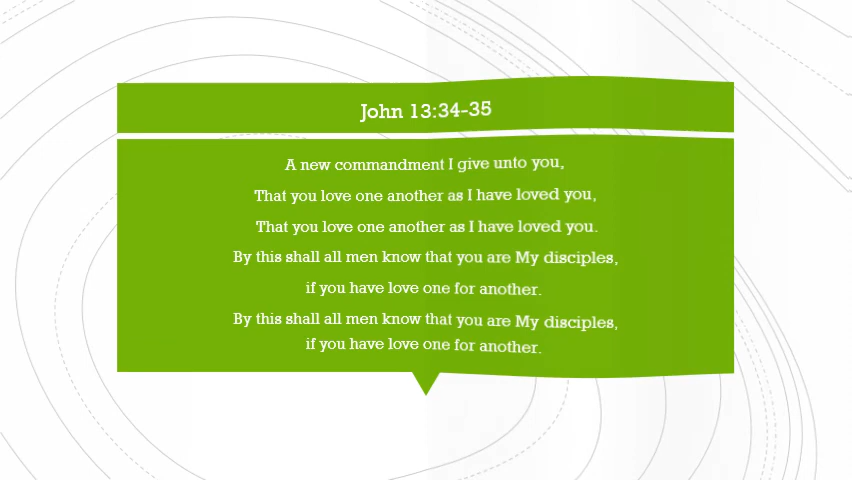 John 13:34-35
A new commandment I give unto you,
That you love one another as I have loved you,
That you love one another as I have loved you.
By this shall all men know that you are My disciples,
if you have love one for another.
By this shall all men know that you are My disciples,
if you have love one for another.